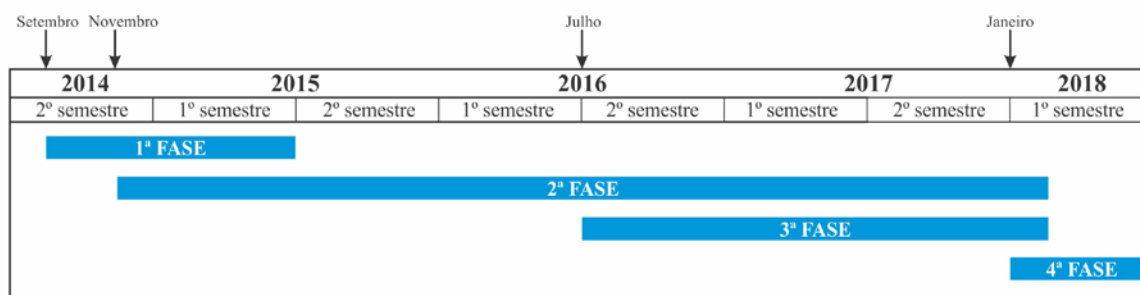 Setembro Novembro Julho Janeiro
2014 2015 2016 2017 2018
2º semestre 1º semestre 2º semestre 1º semestre 2º semestre 1º semestre 2º semestre 1º semestre
1ª FASE
2ª FASE
3ª FASE
4ª FASE